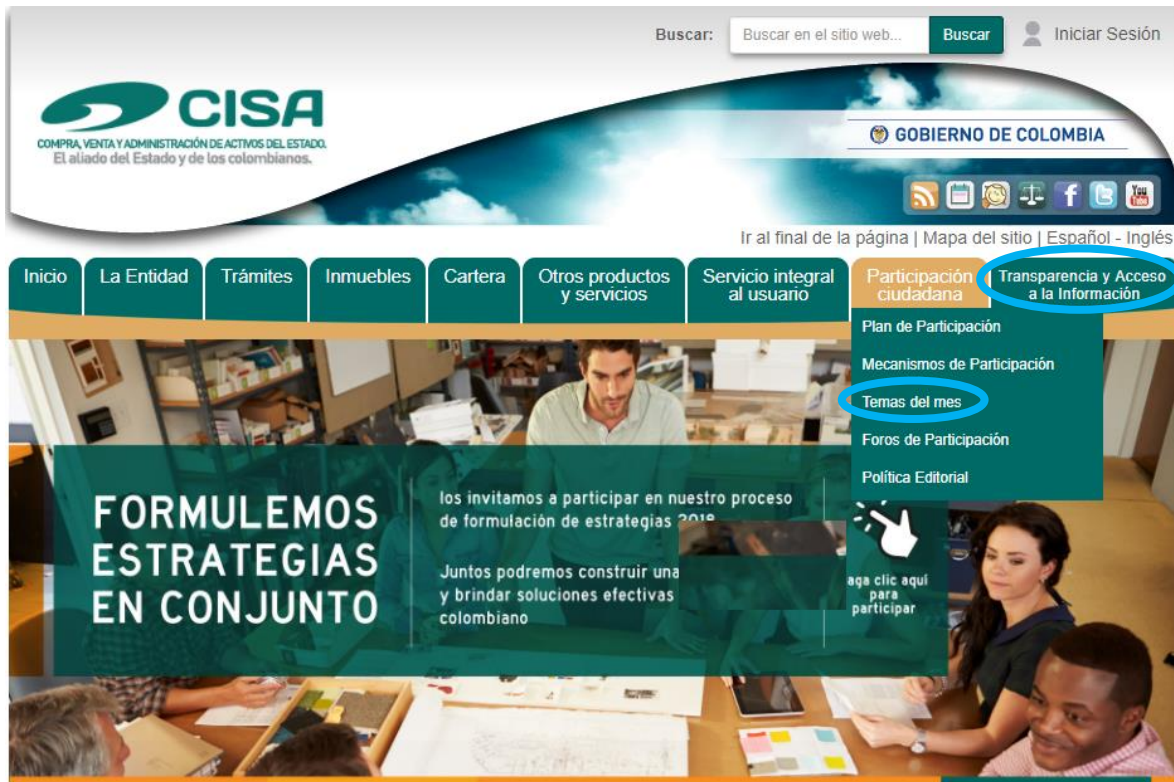 Buscar:
Buscar en el sitio web...
Buscar
Iniciar Sesión
CISA
COMPRA, VENTA Y ADMINISTRACIÓN DE ACTIVOS DEL ESTADO.
El aliado del Estado y de los colombianos.
GOBIERNO DE COLOMBIA
You
Tube
Ir al final de la página | Mapa del sitio | Español - Inglés
Inicio
La Entidad
Trámites
Inmuebles
Cartera
Otros productos
y servicios
Servicio integral
al usuario
Participación
ciudadana
Transparencia y Acceso
a la Información
Plan de Participación
Mecanismos de Participación
Temas del mes
Foros de Participación
Política Editorial
FORMULEMOS
ESTRATEGIAS
EN CONJUNTO
los invitamos a participar en nuestro proceso
de formulación de estrategias 2018
Juntos podremos construir una
y brindar soluciones efectivas
colombiano
aga clic aquí
para
participar